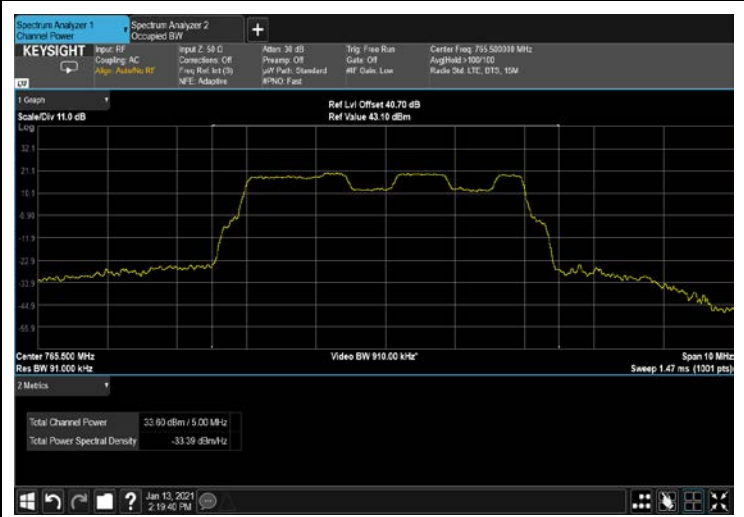 Spectrum Analyzer 1
Channel Power
Spectrum Analyzer 2
Occupied BW
+
KEYSIGHT
Input: RF
Coupling: AC
Align: Auto/No RF
Input Z: 50 Ω
Corrections: Off
Freq Ref: Int (S)
NFE: Adaptive
Atten: 30 dB
Preamp: Off
µW Path: Standard
#PNO: Fast
Trig: Free Run
Gate: Off
#IF Gain: Low
Center Freq: 765.500000 MHz
Avg|Hold >100/100
Radio Std: LTE, BTS, 15M
1 Graph
Scale/Div 11.0 dB
Ref Lvl Offset 40.70 dB
Ref Value 43.10 dBm
Log
32.1
21.1
10.1
-0.90
-11.9
-22.9
-33.9
-44.9
-55.9
Center 765.500 MHz
Res BW 91.000 kHz
Video BW 910.00 kHz*
Span 10 MHz
Sweep 1.47 ms (1001 pts)
2 Metrics
Total Channel Power 33.60 dBm / 5.00 MHz
Total Power Spectral Density -33.39 dBm/Hz
?
Jan 13, 2021
2:19:40 PM